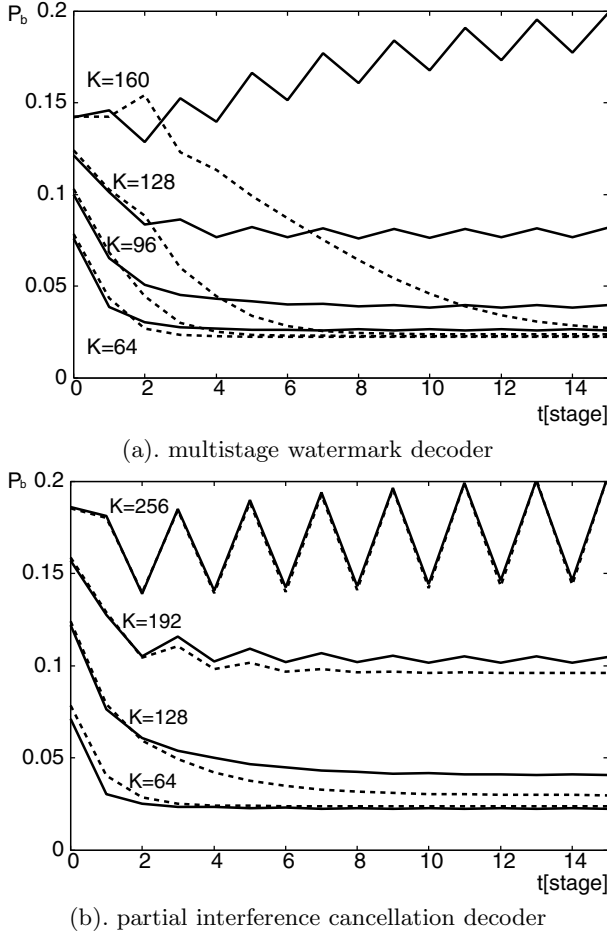 P_b
0.2
0.15
0.1
0.05
0
K=160
K=128
K=96
K=64
0 2 4 6 8 10 12 14
t[stage]
(a). multistage watermark decoder
P_b
0.2
0.15
0.1
0.05
0
K=256
K=192
K=128
K=64
0 2 4 6 8 10 12 14
t[stage]
(b). partial interference cancellation decoder